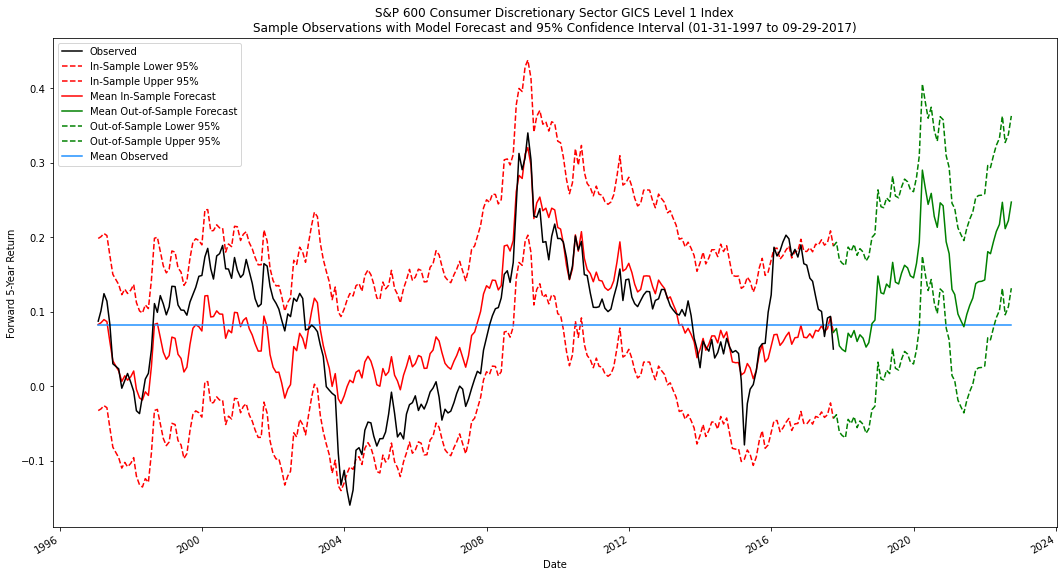 S&P 600 Consumer Discretionary Sector GICS Level 1 Index
Sample Observations with Model Forecast and 95% Confidence Interval (01-31-1997 to 09-29-2017)
Observed
In-Sample Lower 95%
In-Sample Upper 95%
Mean In-Sample Forecast
Mean Out-of-Sample Forecast
Out-of-Sample Lower 95%
Out-of-Sample Upper 95%
Mean Observed
Forward 5-Year Return
0.4
0.3
0.2
0.1
0.0
−0.1
1996
2000
2004
2008
2012
2016
2020
2024
Date